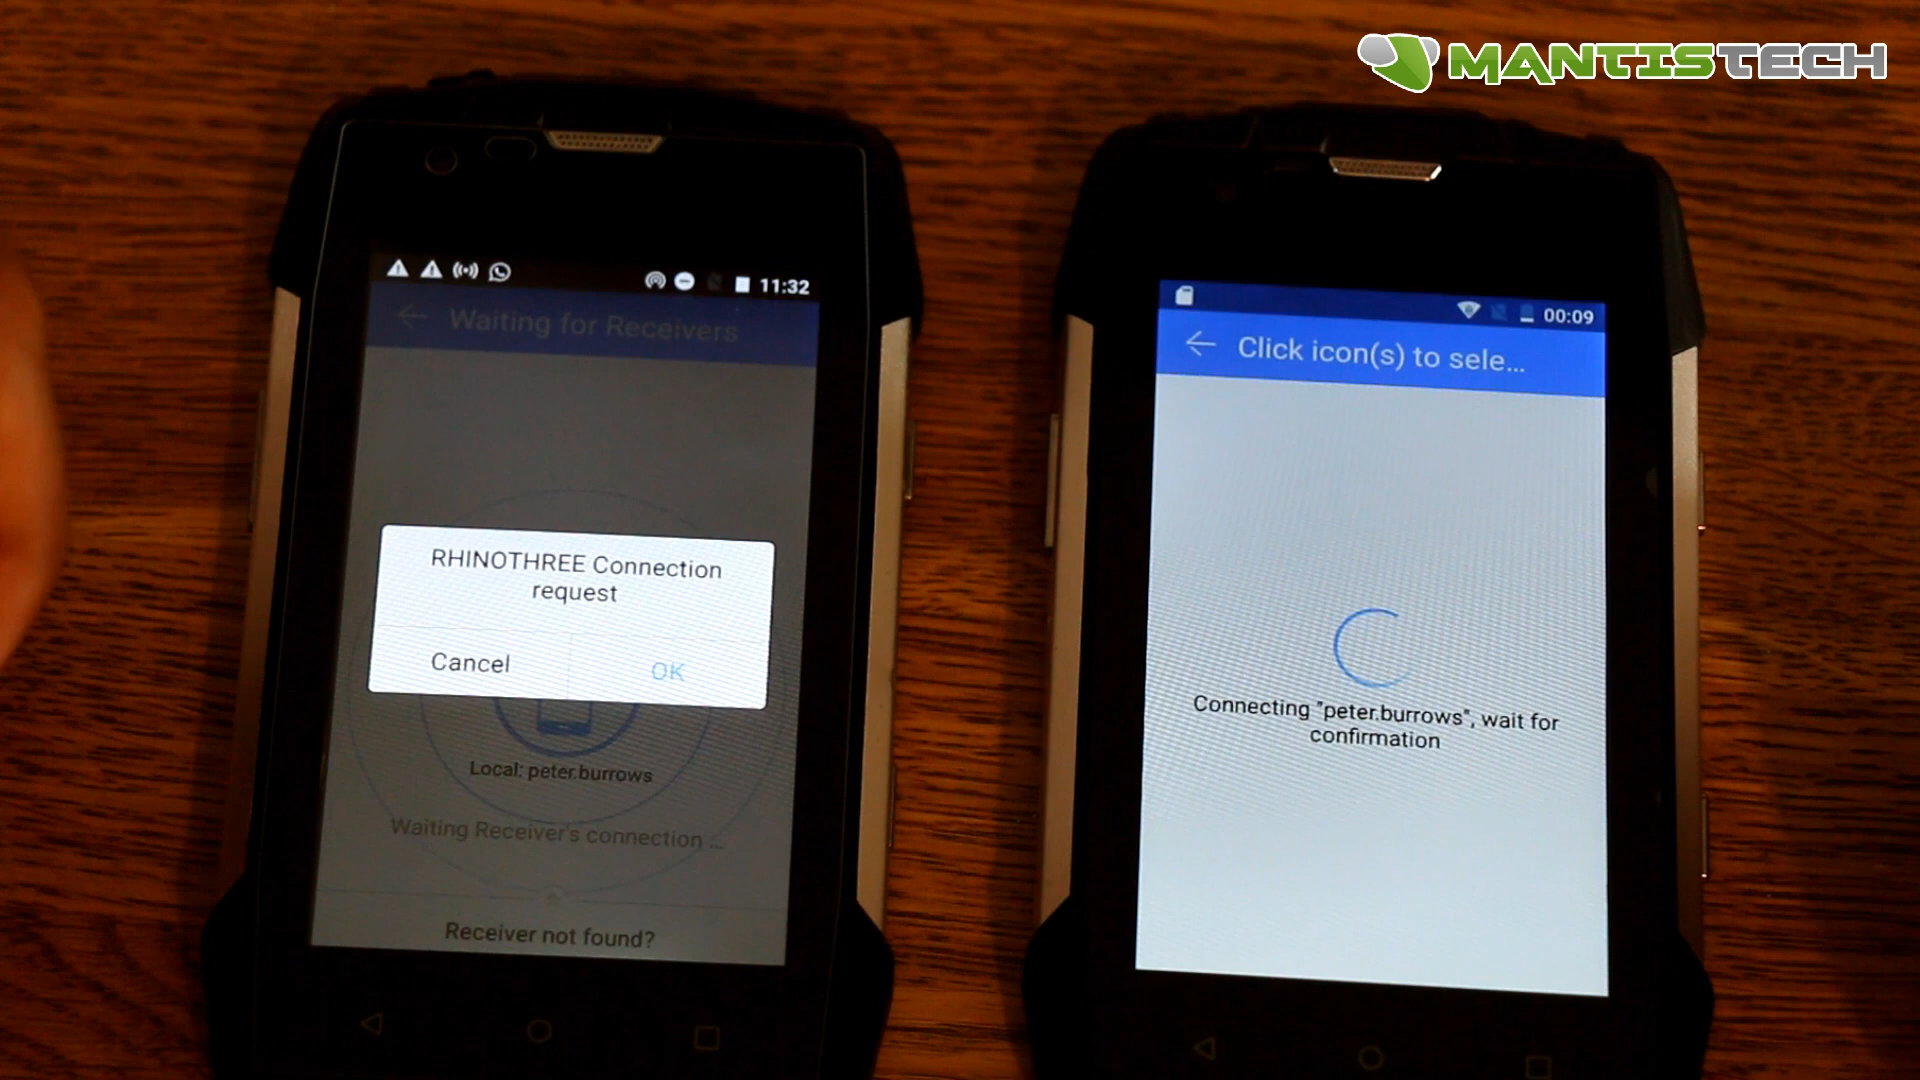 MANTISTECH
11:32
Waiting for Receivers
RHINOTHREE Connection
request
Cancel
OK
Local: peter.burrows
Waiting Receiver's connection ...
Receiver not found?
00:09
Click icon(s) to sele...
Connecting "peter.burrows", wait for
confirmation